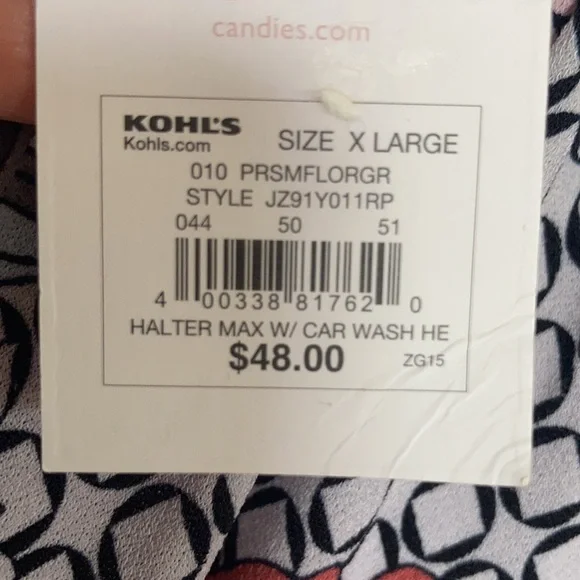 candies.com
KOHL'S SIZE X LARGE
Kohls.com
010 PRSMFLORGR
STYLE JZ91Y011RP
044 50 51
4 00338 81762 0
HALTER MAX W/ CAR WASH HE
$48.00 ZG15